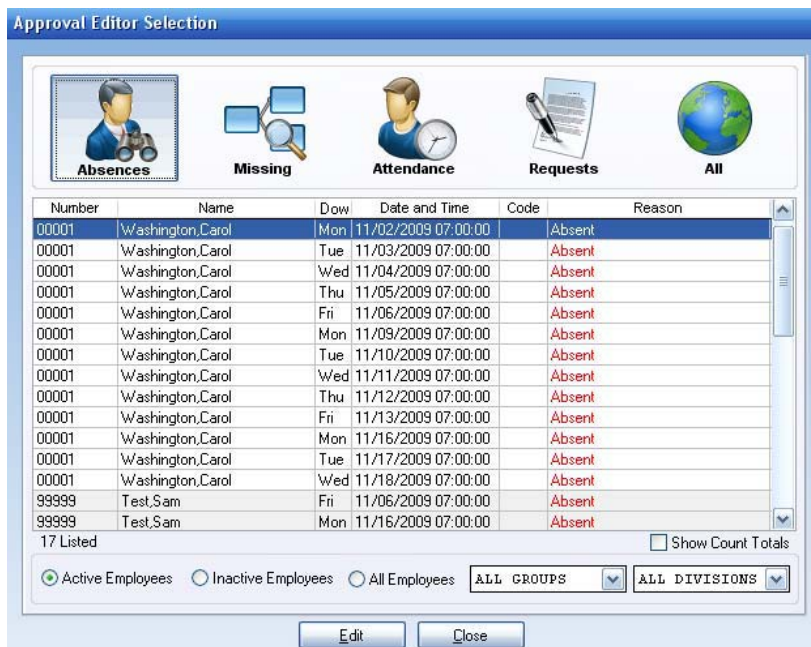 Approval Editor Selection
Absences Missing Attendance Requests All
Number Name Dow Date and Time Code Reason
00001 Washington,Carol Mon 11/02/2009 07:00:00 Absent
00001 Washington,Carol Tue 11/03/2009 07:00:00 Absent
00001 Washington,Carol Wed 11/04/2009 07:00:00 Absent
00001 Washington,Carol Thu 11/05/2009 07:00:00 Absent
00001 Washington,Carol Fri 11/06/2009 07:00:00 Absent
00001 Washington,Carol Mon 11/09/2009 07:00:00 Absent
00001 Washington,Carol Tue 11/10/2009 07:00:00 Absent
00001 Washington,Carol Wed 11/11/2009 07:00:00 Absent
00001 Washington,Carol Thu 11/12/2009 07:00:00 Absent
00001 Washington,Carol Fri 11/13/2009 07:00:00 Absent
00001 Washington,Carol Mon 11/16/2009 07:00:00 Absent
00001 Washington,Carol Tue 11/17/2009 07:00:00 Absent
00001 Washington,Carol Wed 11/18/2009 07:00:00 Absent
99999 Test,Sam Fri 11/06/2009 07:00:00 Absent
99999 Test,Sam Mon 11/16/2009 07:00:00 Absent
17 Listed Show Count Totals
Active Employees Inactive Employees All Employees ALL GROUPS ALL DIVISIONS
Edit Close